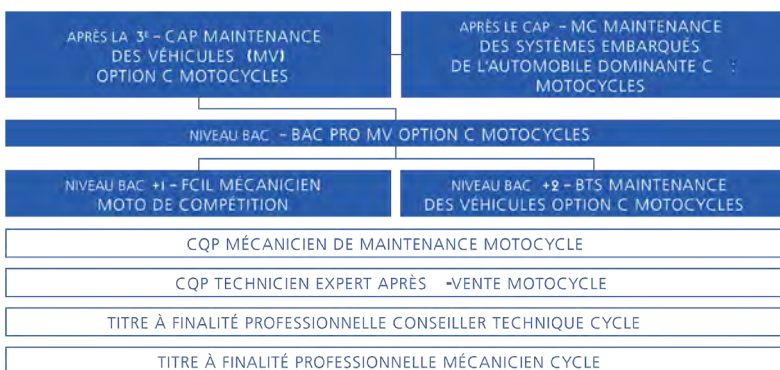 APRÈS LA 3ᵉ – CAP MAINTENANCE
DES VÉHICULES (MV)
OPTION C MOTOCYCLES
APRÈS LE CAP – MC MAINTENANCE
DES SYSTÈMES EMBARQUÉS
DE L'AUTOMOBILE DOMINANTE C :
MOTOCYCLES
NIVEAU BAC – BAC PRO MV OPTION C MOTOCYCLES
NIVEAU BAC +1 – FCIL MÉCANICIEN
MOTO DE COMPÉTITION
NIVEAU BAC +2 – BTS MAINTENANCE
DES VÉHICULES OPTION C MOTOCYCLES
CQP MÉCANICIEN DE MAINTENANCE MOTOCYCLE
CQP TECHNICIEN EXPERT APRÈS -VENTE MOTOCYCLE
TITRE À FINALITÉ PROFESSIONNELLE CONSEILLER TECHNIQUE CYCLE
TITRE À FINALITÉ PROFESSIONNELLE MÉCANICIEN CYCLE